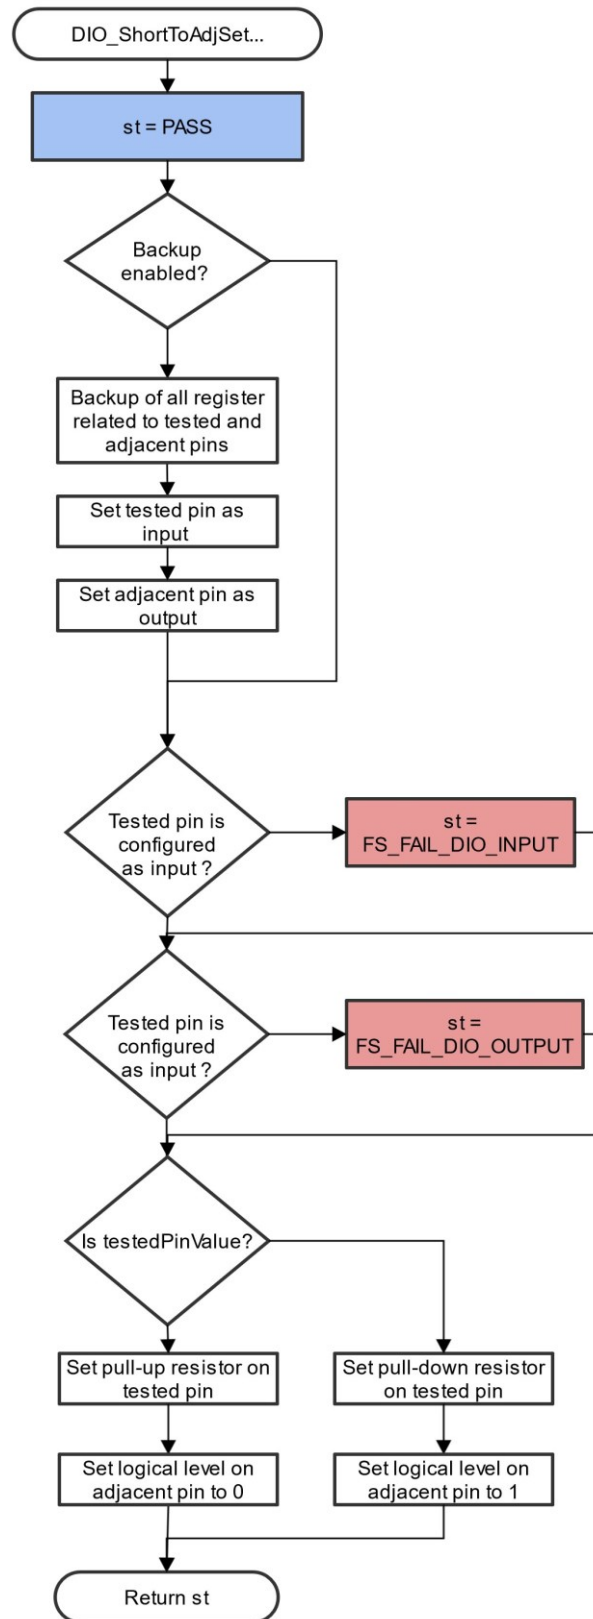 DIO_ShortToAdjSet...
st = PASS
Backup
enabled?
Backup of all register
related to tested and
adjacent pins
Set tested pin as
input
Set adjacent pin as
output
Tested pin is
configured
as input ?
st =
FS_FAIL_DIO_INPUT
Tested pin is
configured
as input ?
st =
FS_FAIL_DIO_OUTPUT
Is testedPinValue?
Set pull-up resistor on
tested pin
Set pull-down resistor
on tested pin
Set logical level on
adjacent pin to 0
Set logical level on
adjacent pin to 1
Return st